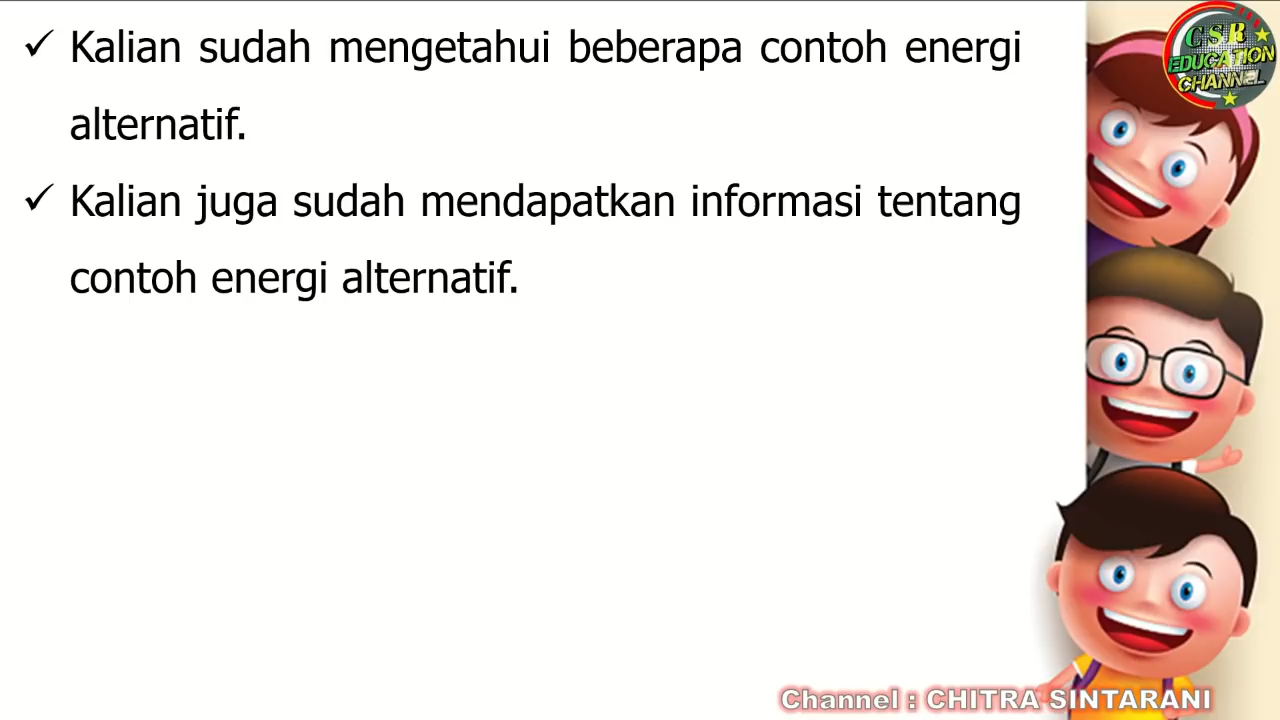 ✓ Kalian sudah mengetahui beberapa contoh energi
alternatif.
✓ Kalian juga sudah mendapatkan informasi tentang
contoh energi alternatif.
CSR
EDUCATION
CHANNEL
Channel : CHITRA SINTARANI